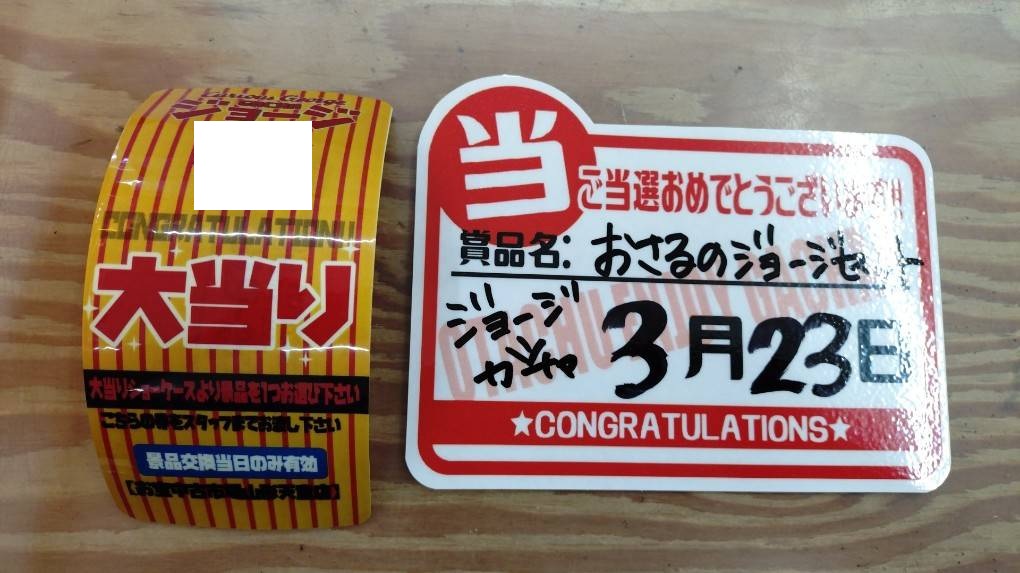 ジョージ
CONGRATULATION!!
大当り
大当りショーケースより景品を1つお選び下さい
こちらの券をスタッフまでお渡し下さい
景品交換当日のみ有効
当
ご当選おめでとうございます!!
賞品名: おさるのジョージセット
ジョージ
3月23日
★CONGRATULATIONS★